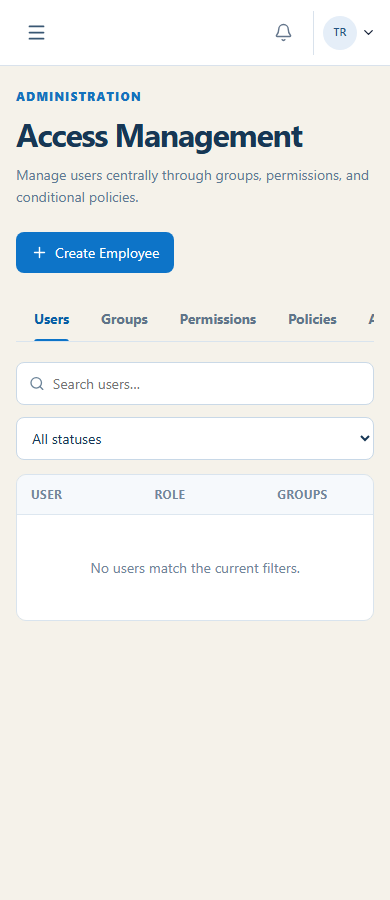 TR
ADMINISTRATION
Access Management
Manage users centrally through groups, permissions, and
conditional policies.
Create Employee
Users Groups Permissions Policies
Search users...
All statuses
USER ROLE GROUPS
No users match the current filters.